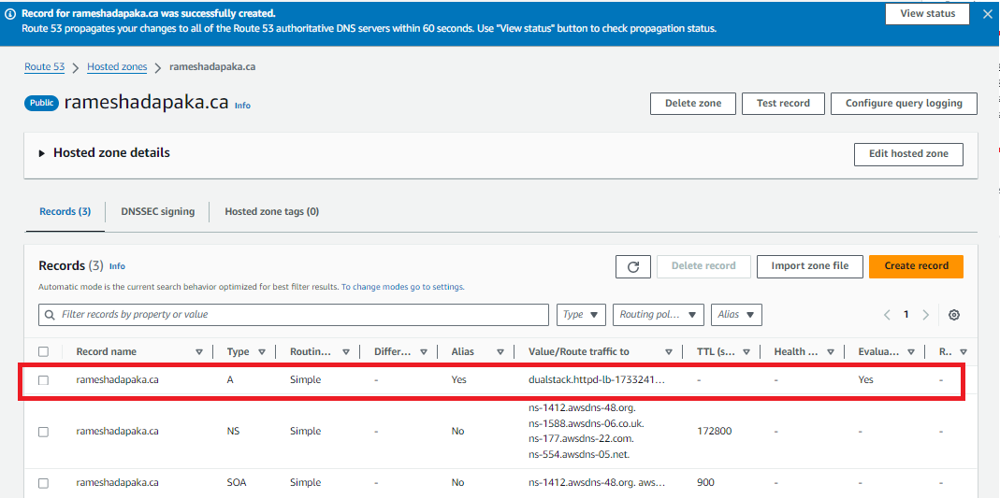 Record for rameshadapaka.ca was successfully created.
View status
Route 53 propagates your changes to all of the Route 53 authoritative DNS servers within 60 seconds. Use "View status" button to check propagation status.
Route 53 > Hosted zones > rameshadapaka.ca
Public rameshadapaka.ca Info
Delete zone Test record Configure query logging
Hosted zone details Edit hosted zone
Records (3) DNSSEC signing Hosted zone tags (0)
Records (3) Info
Delete record Import zone file Create record
Automatic mode is the current search behavior optimized for best filter results. To change modes go to settings.
Filter records by property or value Type Routing pol... Alias < 1 >
Record name Type Routin... Differ... Alias Value/Route traffic to TTL (s... Health ... Evalua... R..
rameshadapaka.ca A Simple - Yes dualstack.httpd-lb-1733241... - - Yes -
rameshadapaka.ca NS Simple - No ns-1412.awsdns-48.org. 172800 - - -
ns-1588.awsdns-06.co.uk.
ns-177.awsdns-22.com.
ns-554.awsdns-05.net.
rameshadapaka.ca SOA Simple - No ns-1412.awsdns-48.org. aws... 900 - - -